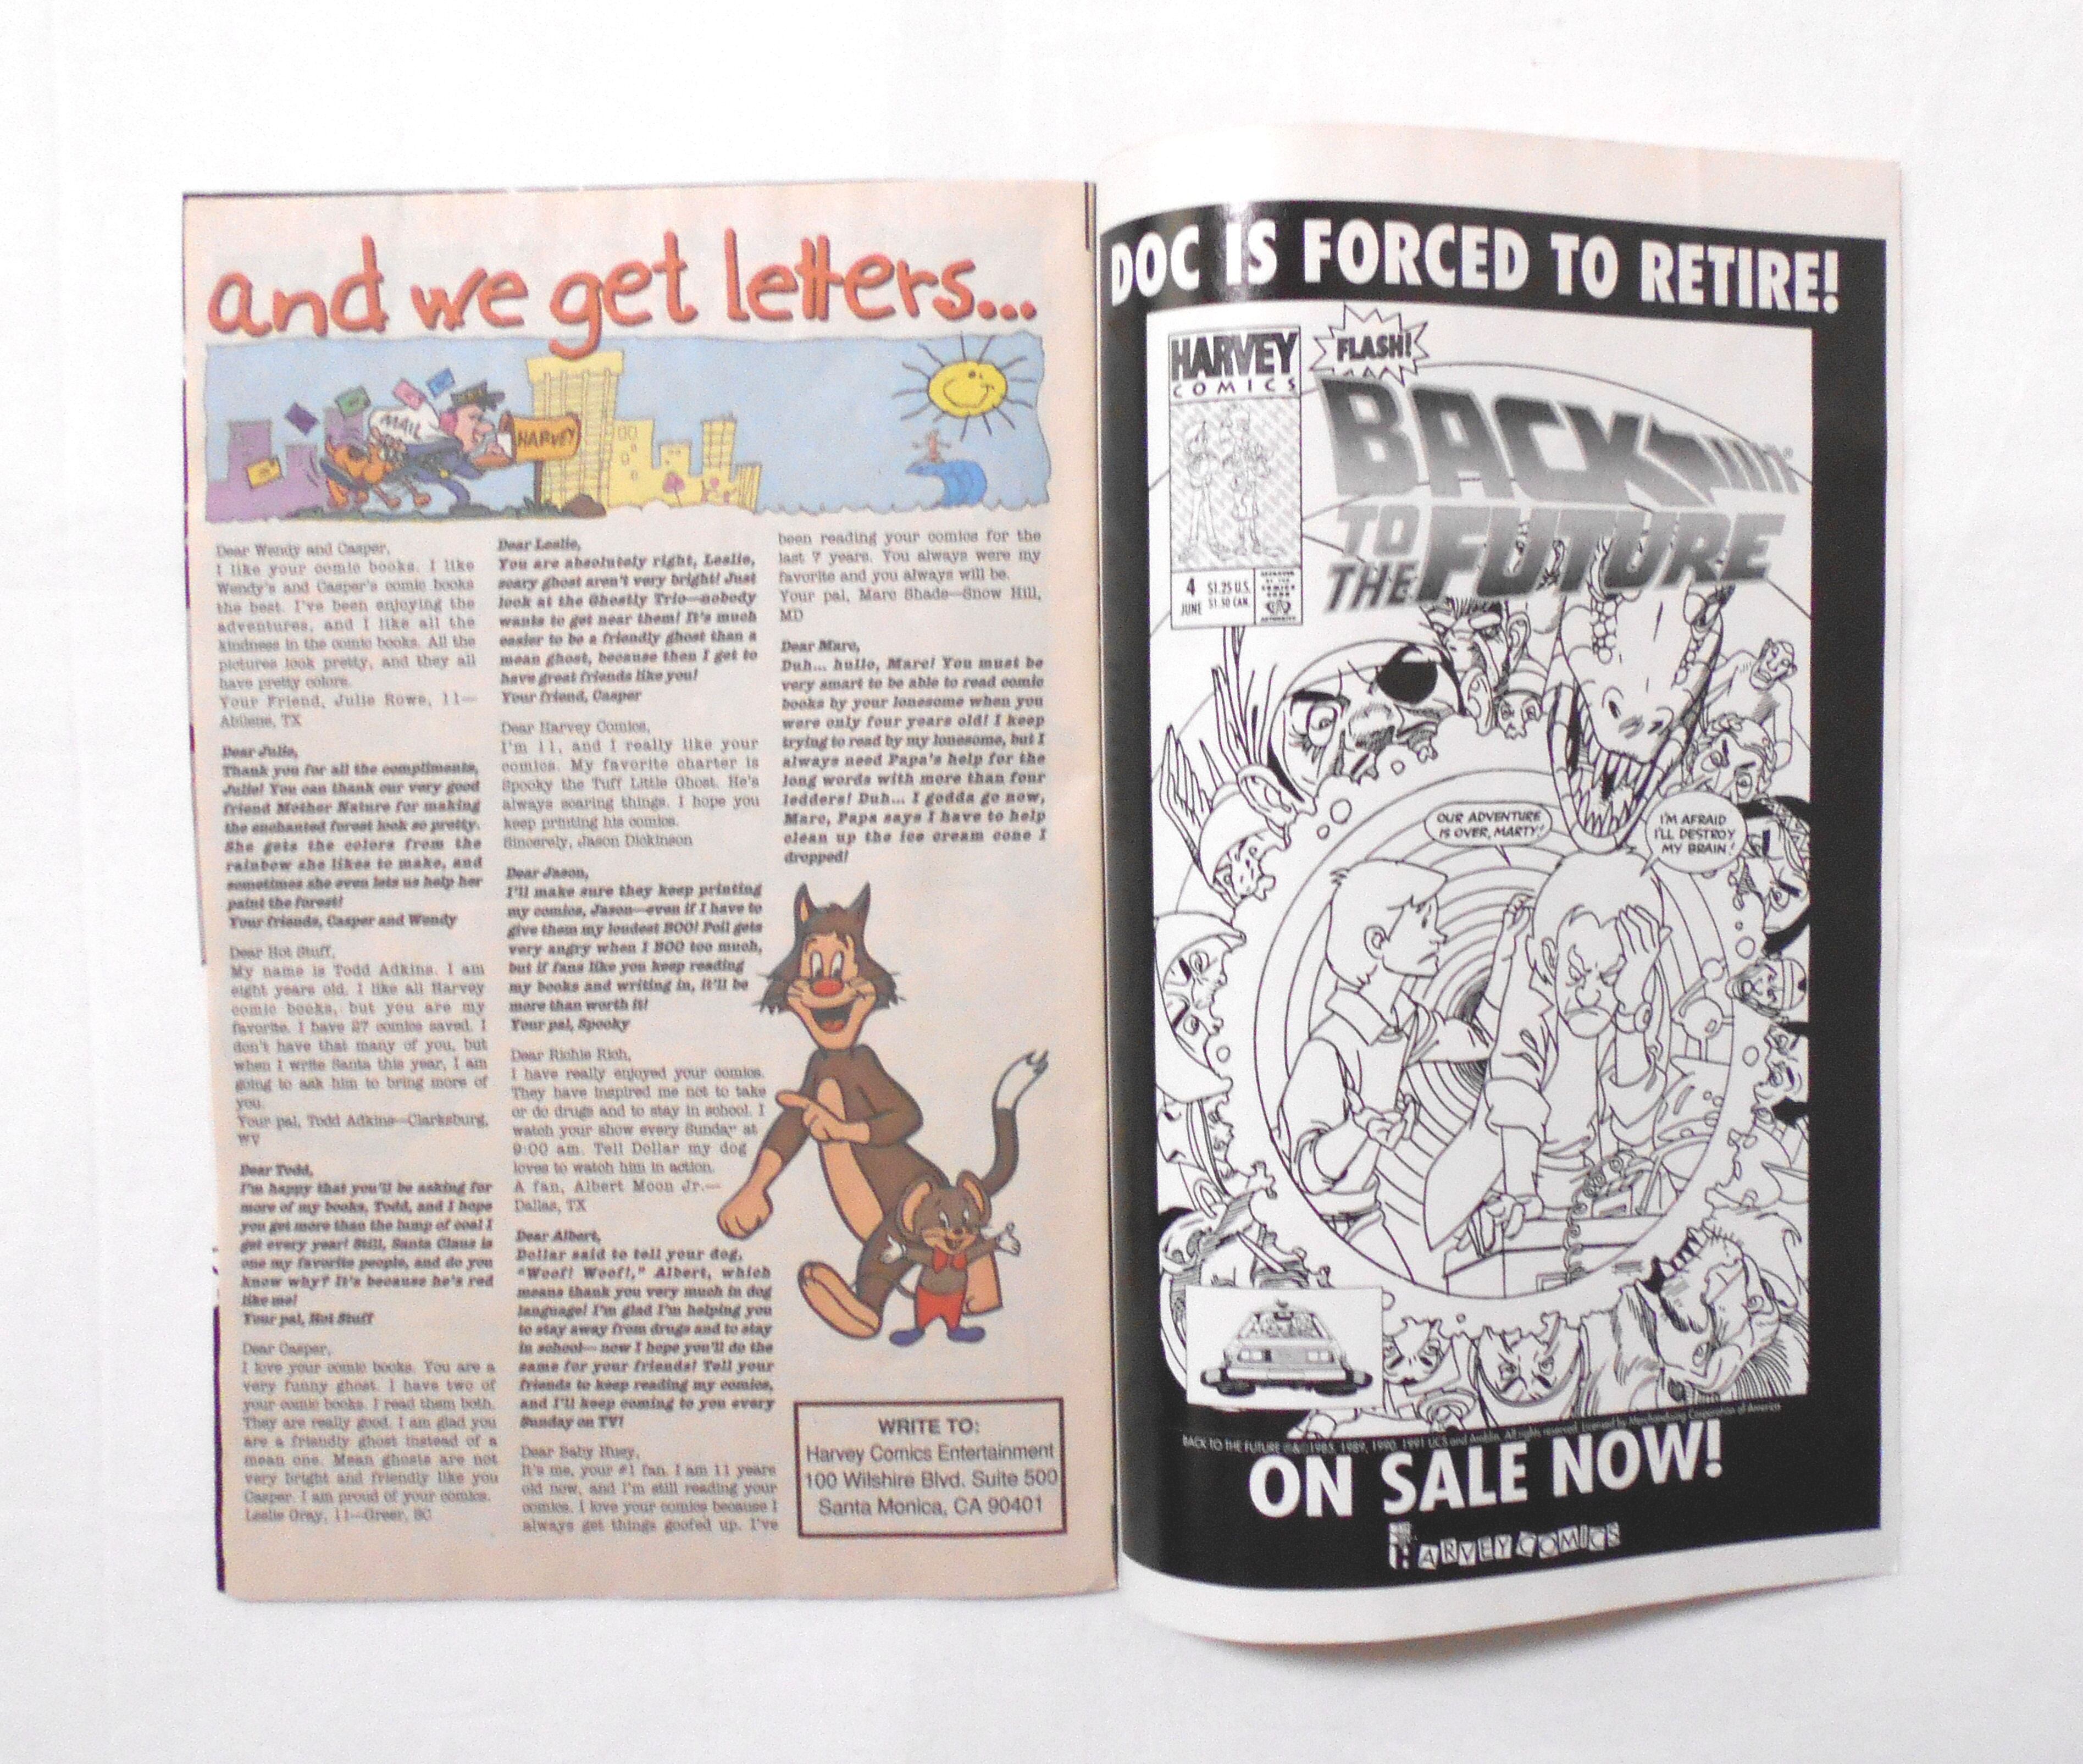 and we get letters...
MAIL
HARVEY
Dear Wendy and Casper,
I like your comic books. I like
Wendy's and Casper's comic books
the best. I've been enjoying the
adventures, and I like all the
kindness in the comic books. All the
pictures look pretty, and they all
have pretty colors.
Your Friend, Julie Rowe, 11—
Abilene, TX
Dear Julie,
Thank you for all the compliments,
Julie! You can thank our very good
friend Mother Nature for making
the enchanted forest look so pretty.
She gets the colors from the
rainbow she likes to make, and
sometimes she even lets us help her
paint the forest!
Your friends, Casper and Wendy
Dear Hot Stuff,
My name is Todd Adkins. I am
eight years old. I like all Harvey
comic books, but you are my
favorite. I have 27 comics saved. I
don't have that many of you, but
when I write Santa this year, I am
going to ask him to bring more of
you.
Your pal, Todd Adkins—Clarksburg,
WV
Dear Todd,
I'm happy that you'll be asking for
more of my books, Todd, and I hope
you get more than the lump of coal I
get every year! Still, Santa Claus is
one my favorite people, and do you
know why? It's because he's red
like me!
Your pal, Hot Stuff
Dear Casper,
I love your comic books. You are a
very funny ghost. I have two of
your comic books. I read them both.
They are really good. I am glad you
are a friendly ghost instead of a
mean one. Mean ghosts are not
very bright and friendly like you
Casper. I am proud of your comics.
Leslie Gray, 11—Greer, SC
Dear Leslie,
You are absolutely right, Leslie,
scary ghost aren't very bright! Just
look at the Ghostly Trio—nobody
wants to get near them! It's much
easier to be a friendly ghost than a
mean ghost, because then I get to
have great friends like you!
Your friend, Casper
Dear Harvey Comics,
I'm 11, and I really like your
comics. My favorite charter is
Spooky the Tuff Little Ghost. He's
always scaring things. I hope you
keep printing his comics.
Sincerely, Jason Dickinson
Dear Jason,
I'll make sure they keep printing
my comics, Jason—even if I have to
give them my loudest BOO! Poil gets
very angry when I BOO too much,
but if fans like you keep reading
my books and writing in, it'll be
more than worth it!
Your pal, Spooky
Dear Richie Rich,
I have really enjoyed your comics.
They have inspired me not to take
or do drugs and to stay in school. I
watch your show every Sunday at
9:00 am. Tell Dollar my dog
loves to watch him in action.
A fan, Albert Moon Jr.—
Dallas, TX
Dear Albert,
Dollar said to tell your dog,
"Woof! Woof!," Albert, which
means thank you very much in dog
language! I'm glad I'm helping you
to stay away from drugs and to stay
in school— now I hope you'll do the
same for your friends! Tell your
friends to keep reading my comics,
and I'll keep coming to you every
Sunday on TV!
Dear Baby Huey,
It's me, your #1 fan. I am 11 years
old now, and I'm still reading your
comics. I love your comics because I
always get things goofed up. I've
been reading your comics for the
last 7 years. You always were my
favorite and you always will be.
Your pal, Marc Shade—Snow Hill,
MD
Dear Marc,
Duh... hullo, Marc! You must be
very smart to be able to read comic
books by your lonesome when you
were only four years old! I keep
trying to read by my lonesome, but I
always need Papa's help for the
long words with more than four
ledders! Duh... I godda go now,
Marc, Papa says I have to help
clean up the ice cream cone I
dropped!
WRITE TO:
Harvey Comics Entertainment
100 Wilshire Blvd. Suite 500
Santa Monica, CA 90401
DOC IS FORCED TO RETIRE!
HARVEY
COMICS
FLASH!
BACK
TO
THE FUTURE
4
JUNE
$1.25 U.S.
$1.50 CAN.
OUR ADVENTURE
IS OVER, MARTY!
I'M AFRAID
I'LL DESTROY
MY BRAIN!
BACK TO THE FUTURE ©&©1985, 1989, 1990, 1991 UCS and Amblin. All rights reserved. Licensed by Merchandising Corporation of America
ON SALE NOW!
HARVEY COMICS